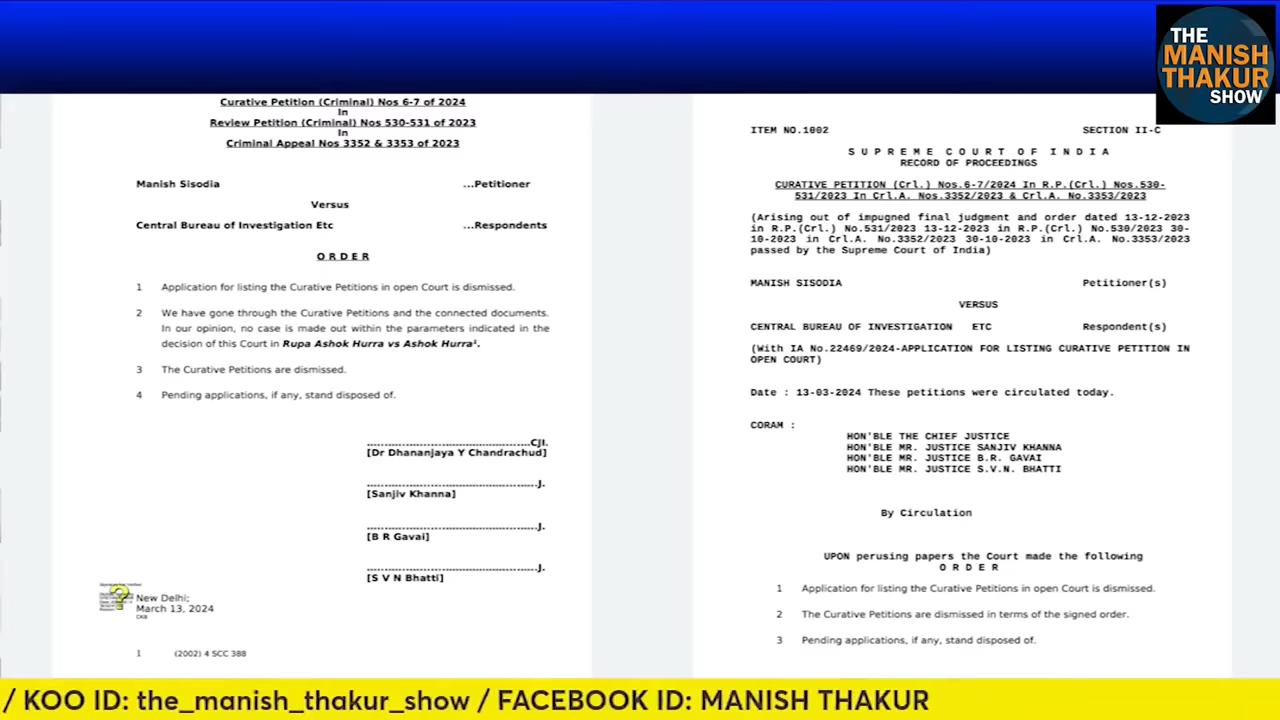 THE
MANISH
THAKUR
SHOW
Curative Petition (Criminal) Nos 6-7 of 2024
In
Review Petition (Criminal) Nos 530-531 of 2023
In
Criminal Appeal Nos 3352 & 3353 of 2023
Manish Sisodia ...Petitioner
Versus
Central Bureau of Investigation Etc ...Respondents
O R D E R
1 Application for listing the Curative Petitions in open Court is dismissed.
2 We have gone through the Curative Petitions and the connected documents.
In our opinion, no case is made out within the parameters indicated in the
decision of this Court in Rupa Ashok Hurra vs Ashok Hurra¹.
3 The Curative Petitions are dismissed.
4 Pending applications, if any, stand disposed of.
..................................................CJI.
[Dr Dhananjaya Y Chandrachud]
....................................................J.
[Sanjiv Khanna]
....................................................J.
[B R Gavai]
....................................................J.
[S V N Bhatti]
?
New Delhi;
March 13, 2024
CKB
1 (2002) 4 SCC 388
ITEM NO.1002 SECTION II-C
S U P R E M E C O U R T O F I N D I A
RECORD OF PROCEEDINGS
CURATIVE PETITION (Crl.) Nos.6-7/2024 In R.P.(Crl.) Nos.530-
531/2023 In Crl.A. Nos.3352/2023 & Crl.A. No.3353/2023
(Arising out of impugned final judgment and order dated 13-12-2023
in R.P.(Crl.) No.531/2023 13-12-2023 in R.P.(Crl.) No.530/2023 30-
10-2023 in Crl.A. No.3352/2023 30-10-2023 in Crl.A. No.3353/2023
passed by the Supreme Court of India)
MANISH SISODIA Petitioner(s)
VERSUS
CENTRAL BUREAU OF INVESTIGATION ETC Respondent(s)
(With IA No.22469/2024-APPLICATION FOR LISTING CURATIVE PETITION IN
OPEN COURT)
Date : 13-03-2024 These petitions were circulated today.
CORAM :
HON'BLE THE CHIEF JUSTICE
HON'BLE MR. JUSTICE SANJIV KHANNA
HON'BLE MR. JUSTICE B.R. GAVAI
HON'BLE MR. JUSTICE S.V.N. BHATTI
By Circulation
UPON perusing papers the Court made the following
O R D E R
1 Application for listing the Curative Petitions in open Court is dismissed.
2 The Curative Petitions are dismissed in terms of the signed order.
3 Pending applications, if any, stand disposed of.
/ KOO ID: the_manish_thakur_show / FACEBOOK ID: MANISH THAKUR